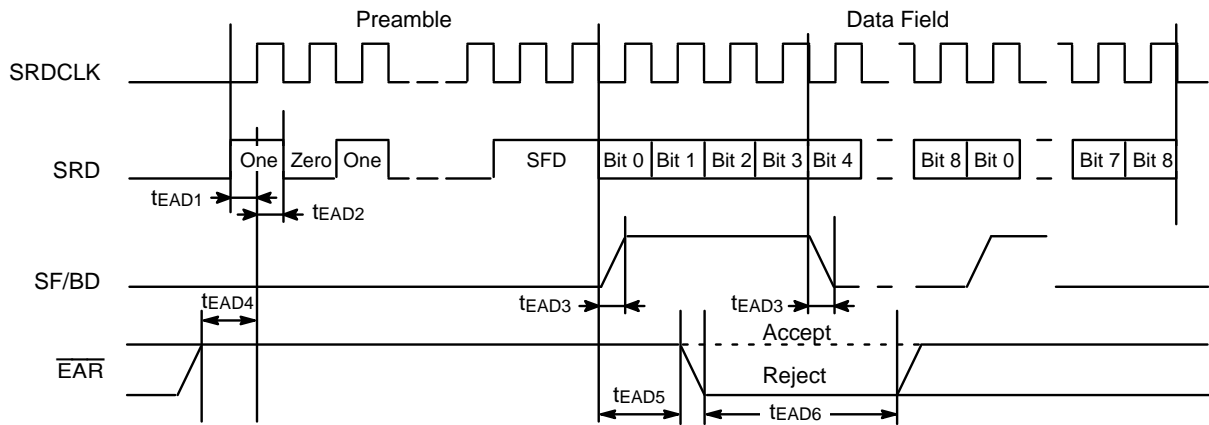 Preamble Data Field
SRDCLK
SRD One Zero One SFD Bit 0 Bit 1 Bit 2 Bit 3 Bit 4 Bit 8 Bit 0 Bit 7 Bit 8
tEAD1 tEAD2
SF/BD
tEAD4 tEAD3 tEAD3
Accept
EAR
Reject
tEAD5 tEAD6